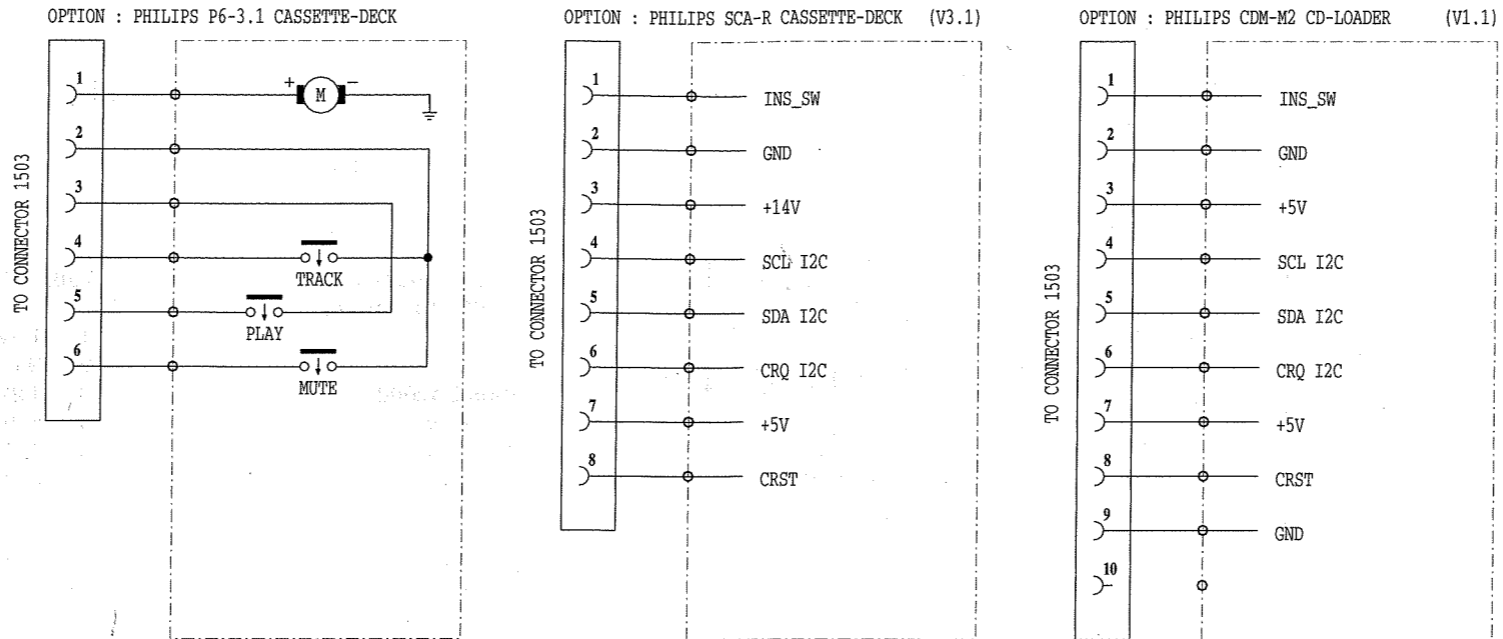 OPTION : PHILIPS P6-3.1 CASSETTE-DECK
TO CONNECTOR 1503
1
+ M −
2
3
4
TRACK
5
PLAY
6
MUTE
OPTION : PHILIPS SCA-R CASSETTE-DECK (V3.1)
TO CONNECTOR 1503
1 INS_SW
2 GND
3 +14V
4 SCL I2C
5 SDA I2C
6 CRQ I2C
7 +5V
8 CRST
OPTION : PHILIPS CDM-M2 CD-LOADER (V1.1)
TO CONNECTOR 1503
1 INS_SW
2 GND
3 +5V
4 SCL I2C
5 SDA I2C
6 CRQ I2C
7 +5V
8 CRST
9 GND
10